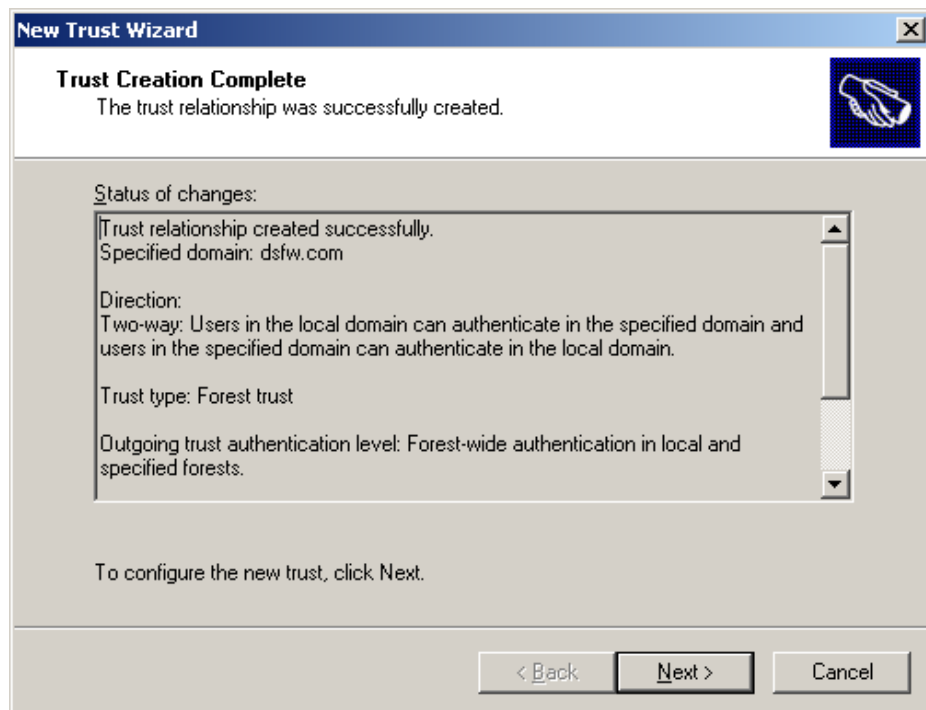 New Trust Wizard
Trust Creation Complete
The trust relationship was successfully created.
Status of changes:
Trust relationship created successfully.
Specified domain: dsfw.com
Direction:
Two-way: Users in the local domain can authenticate in the specified domain and
users in the specified domain can authenticate in the local domain.
Trust type: Forest trust
Outgoing trust authentication level: Forest-wide authentication in local and
specified forests.
To configure the new trust, click Next.
< Back
Next >
Cancel